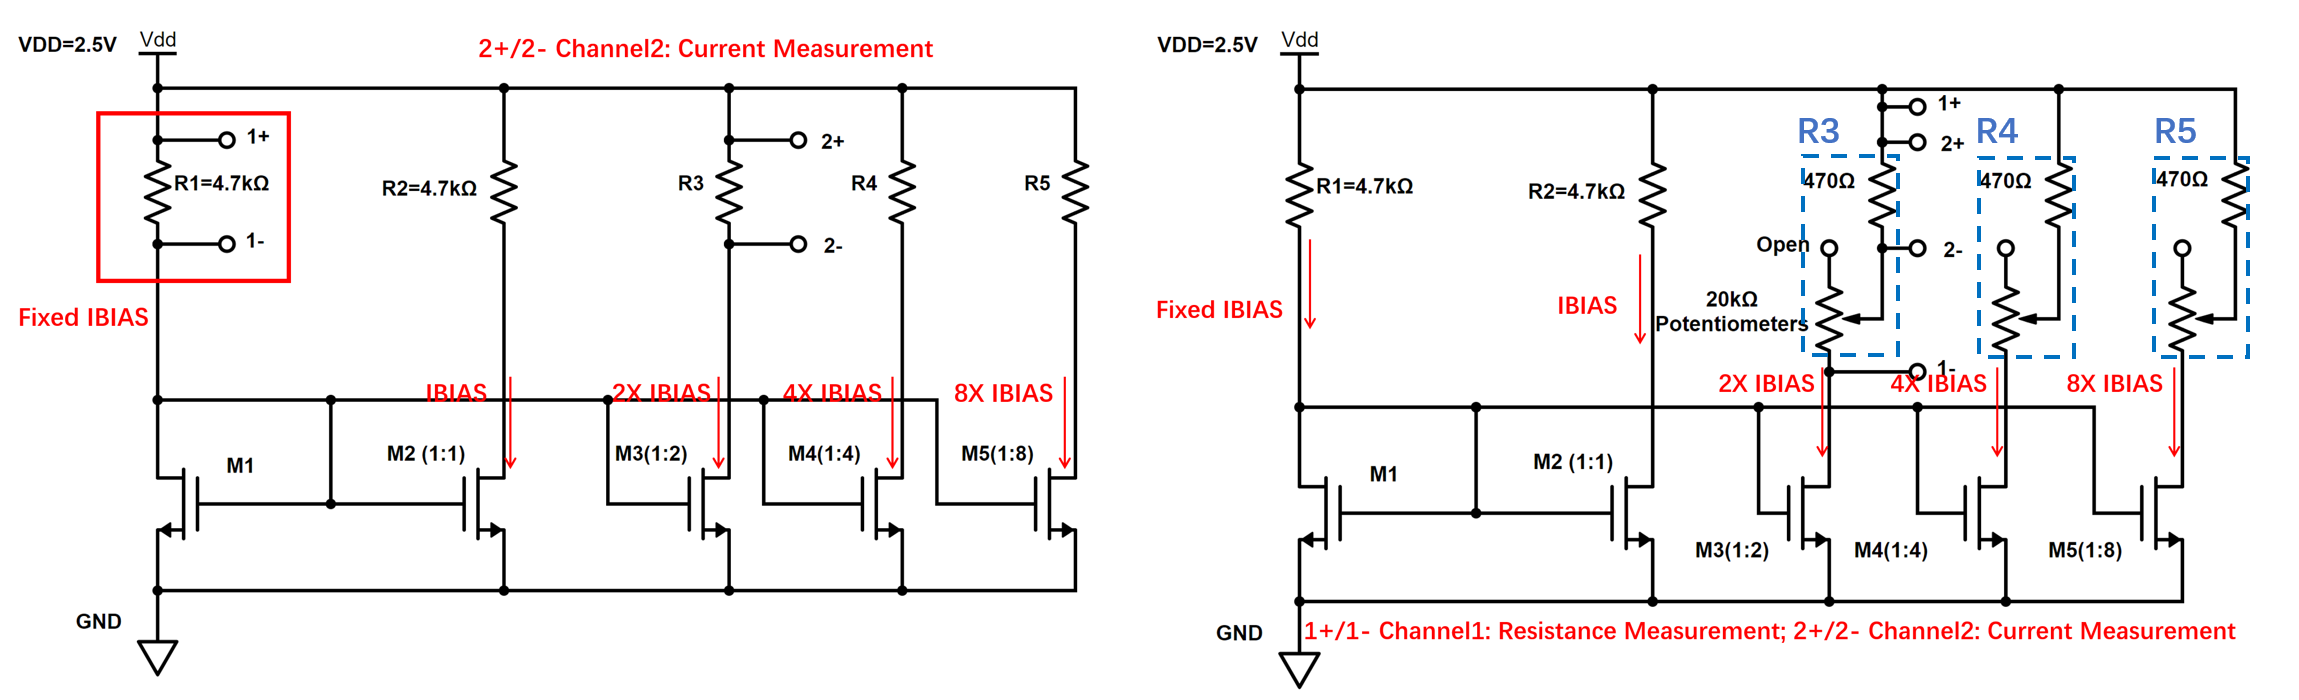 VDD=2.5V
Vdd
2+/2- Channel2: Current Measurement
1+
R1=4.7kΩ
1-
R2=4.7kΩ
R3
2+
2-
R4
R5
Fixed IBIAS
IBIAS
2X IBIAS
4X IBIAS
8X IBIAS
M1
M2 (1:1)
M3(1:2)
M4(1:4)
M5(1:8)
GND
VDD=2.5V
Vdd
1+
2+
R3
R4
R5
R1=4.7kΩ
R2=4.7kΩ
470Ω
470Ω
470Ω
Open
2-
Fixed IBIAS
IBIAS
20kΩ
Potentiometers
1-
2X IBIAS
4X IBIAS
8X IBIAS
M1
M2 (1:1)
M3(1:2)
M4(1:4)
M5(1:8)
GND
1+/1- Channel1: Resistance Measurement; 2+/2- Channel2: Current Measurement